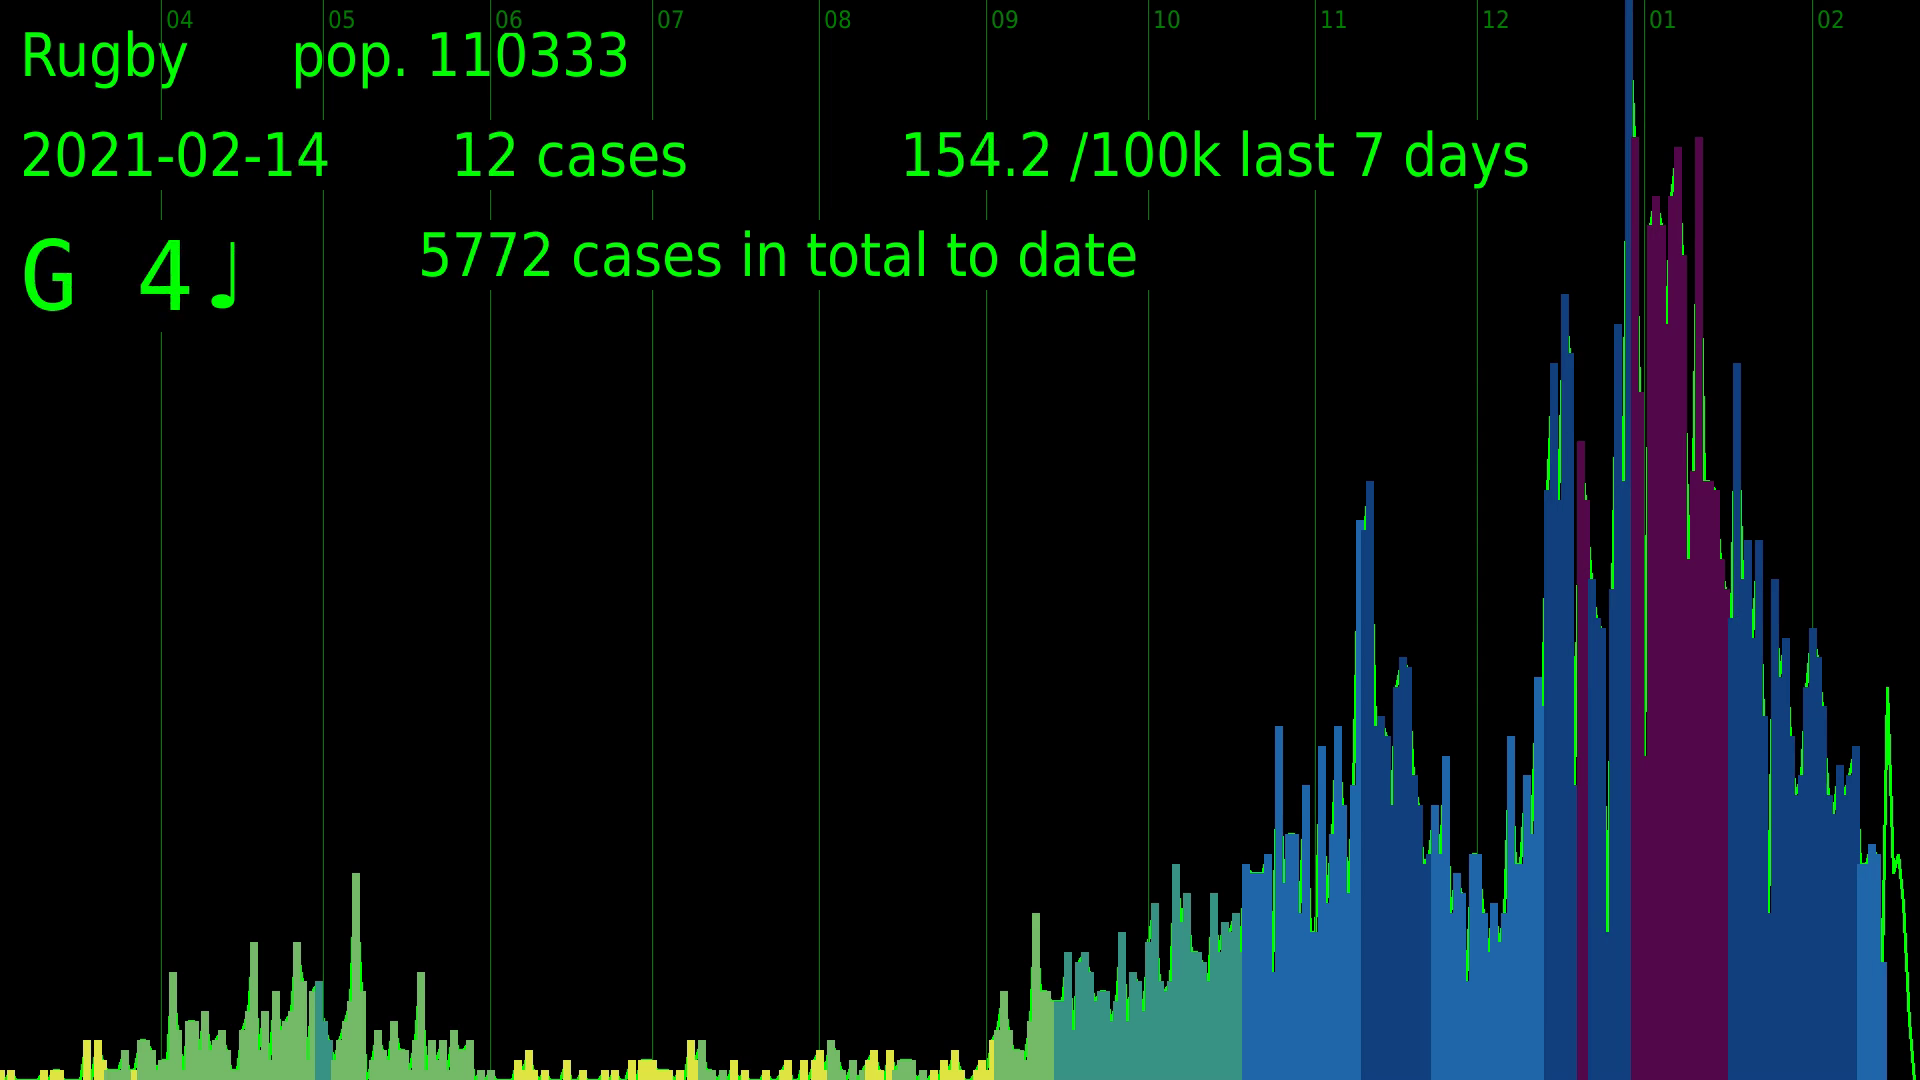 04 05 06 07 08 09 10 11 12 01 02
Rugby pop. 110333
2021-02-14 12 cases 154.2 /100k last 7 days
G 4♩ 5772 cases in total to date